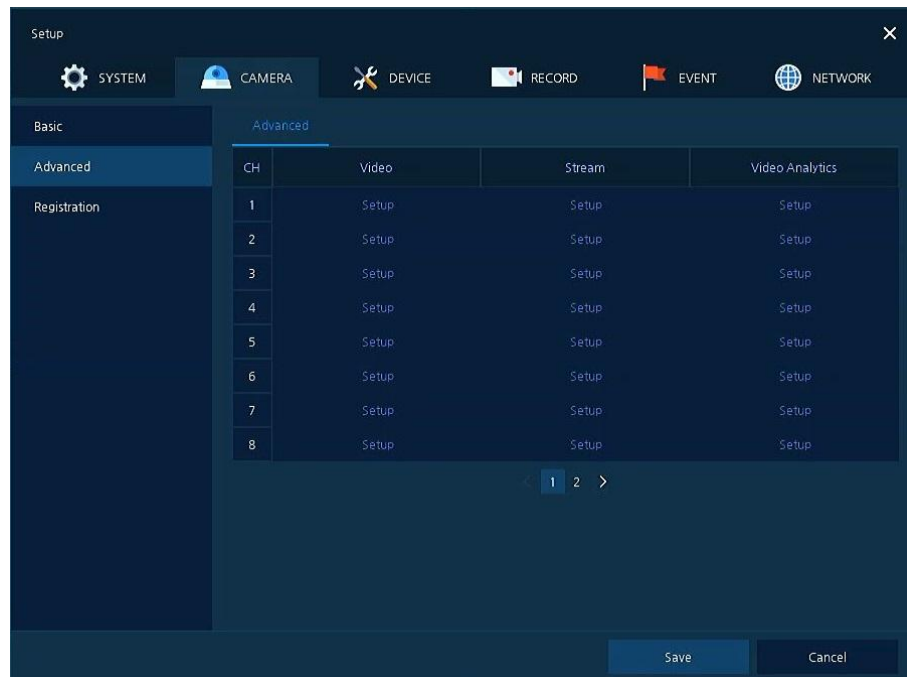 Setup
SYSTEM CAMERA DEVICE RECORD EVENT NETWORK
Basic
Advanced
Registration
Advanced
CH Video Stream Video Analytics
1 Setup Setup Setup
2 Setup Setup Setup
3 Setup Setup Setup
4 Setup Setup Setup
5 Setup Setup Setup
6 Setup Setup Setup
7 Setup Setup Setup
8 Setup Setup Setup
1 2
Save Cancel